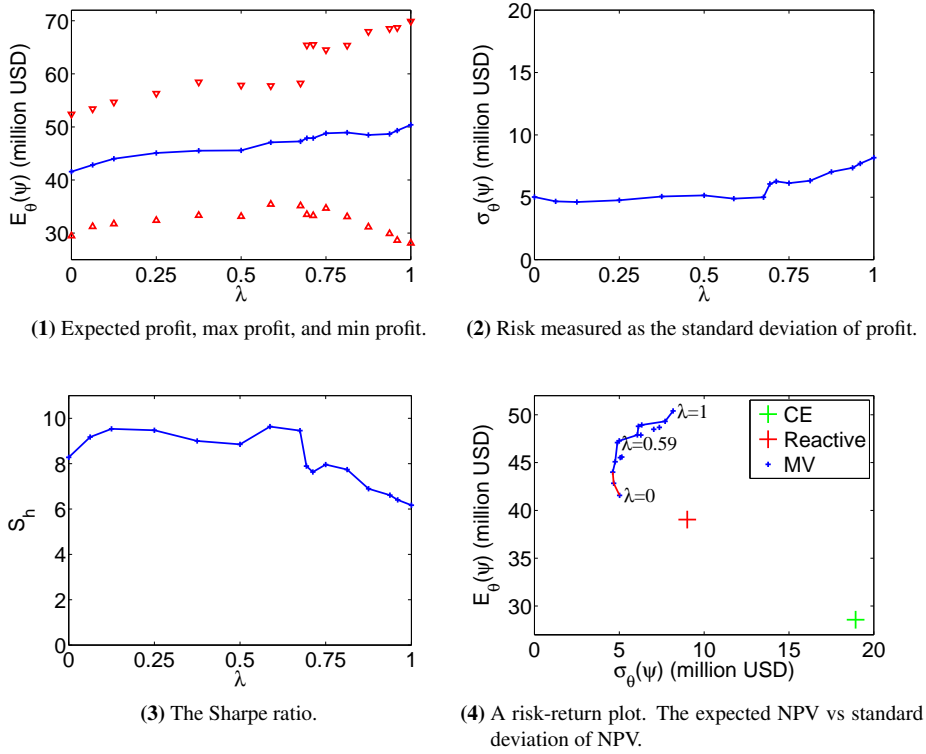 70
60
50
40
30
E_θ(ψ) (million USD)
0 0.25 0.5 0.75 1
λ
(1) Expected profit, max profit, and min profit.
20
15
10
5
0
σ_θ(ψ) (million USD)
0 0.25 0.5 0.75 1
λ
(2) Risk measured as the standard deviation of profit.
10
8
6
4
2
0
S_h
0 0.25 0.5 0.75 1
λ
(3) The Sharpe ratio.
50
45
40
35
30
E_θ(ψ) (million USD)
λ=1
λ=0.59
λ=0
CE
Reactive
MV
0 5 10 15 20
σ_θ(ψ) (million USD)
(4) A risk-return plot. The expected NPV vs standard
deviation of NPV.